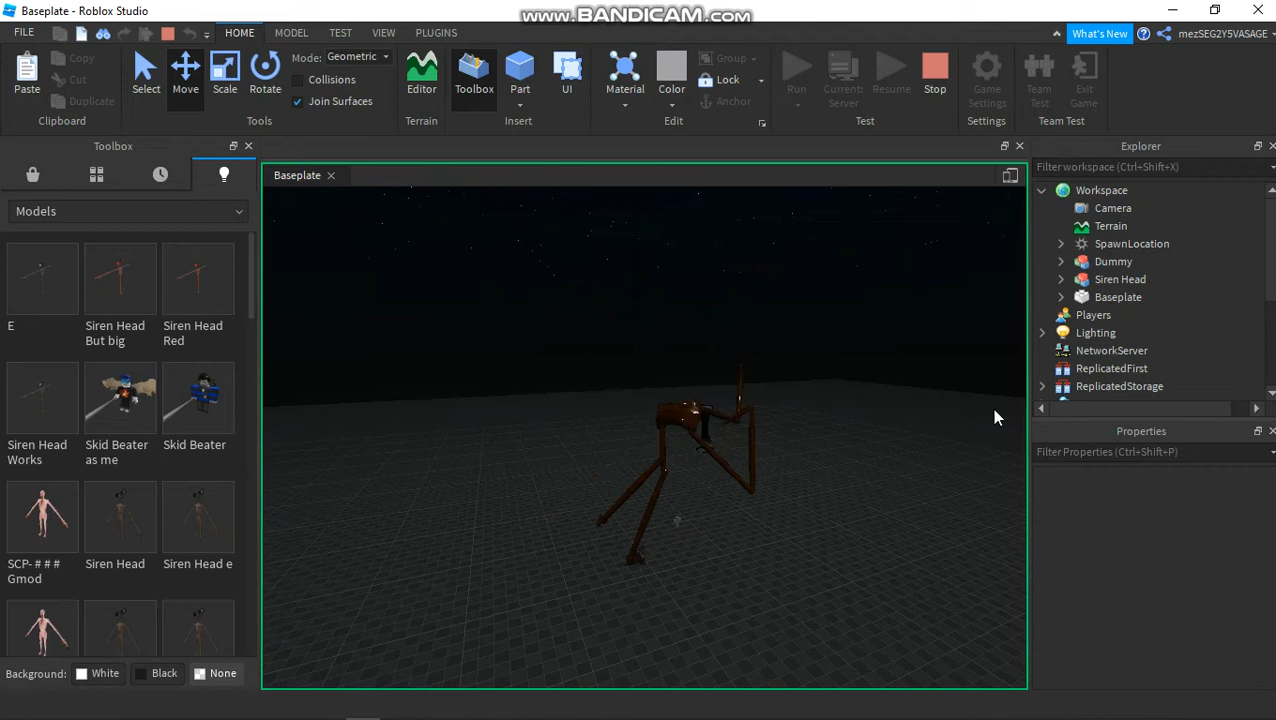 Baseplate - Roblox Studio
www.BANDICAM.com
FILE
HOME
MODEL
TEST
VIEW
PLUGINS
What's New
mezSEG2Y5VASAGE
Paste
Copy
Cut
Duplicate
Clipboard
Select
Move
Scale
Rotate
Mode: Geometric
Collisions
Join Surfaces
Tools
Editor
Terrain
Toolbox
Part
UI
Insert
Material
Color
Group
Lock
Anchor
Edit
Run
Current:
Server
Resume
Stop
Test
Game
Settings
Settings
Team
Test
Exit
Game
Team Test
Toolbox
Models
E
Siren Head
But big
Siren Head
Red
Siren Head
Works
Skid Beater
as me
Skid Beater
SCP- # # #
Gmod
Siren Head
Siren Head e
Background:
White
Black
None
Baseplate
Explorer
Filter workspace (Ctrl+Shift+X)
Workspace
Camera
Terrain
SpawnLocation
Dummy
Siren Head
Baseplate
Players
Lighting
NetworkServer
ReplicatedFirst
ReplicatedStorage
Properties
Filter Properties (Ctrl+Shift+P)